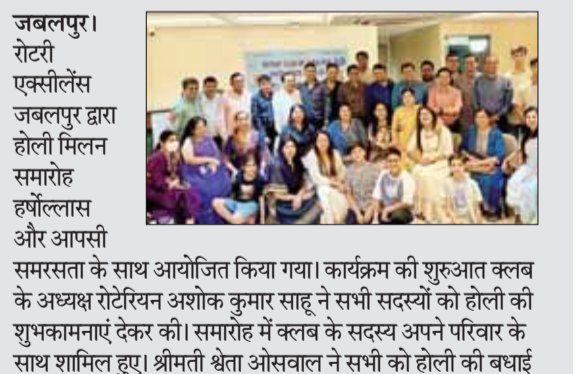 जबलपुर।
रोटरी
एक्सीलेंस
जबलपुर द्वारा
होली मिलन
समारोह
हर्षोल्लास
और आपसी
समरसता के साथ आयोजित किया गया। कार्यक्रम की शुरुआत क्लब
के अध्यक्ष रोटेरियन अशोक कुमार साहू ने सभी सदस्यों को होली की
शुभकामनाएं देकर की। समारोह में क्लब के सदस्य अपने परिवार के
साथ शामिल हुए। श्रीमती श्वेता ओसवाल ने सभी को होली की बधाई